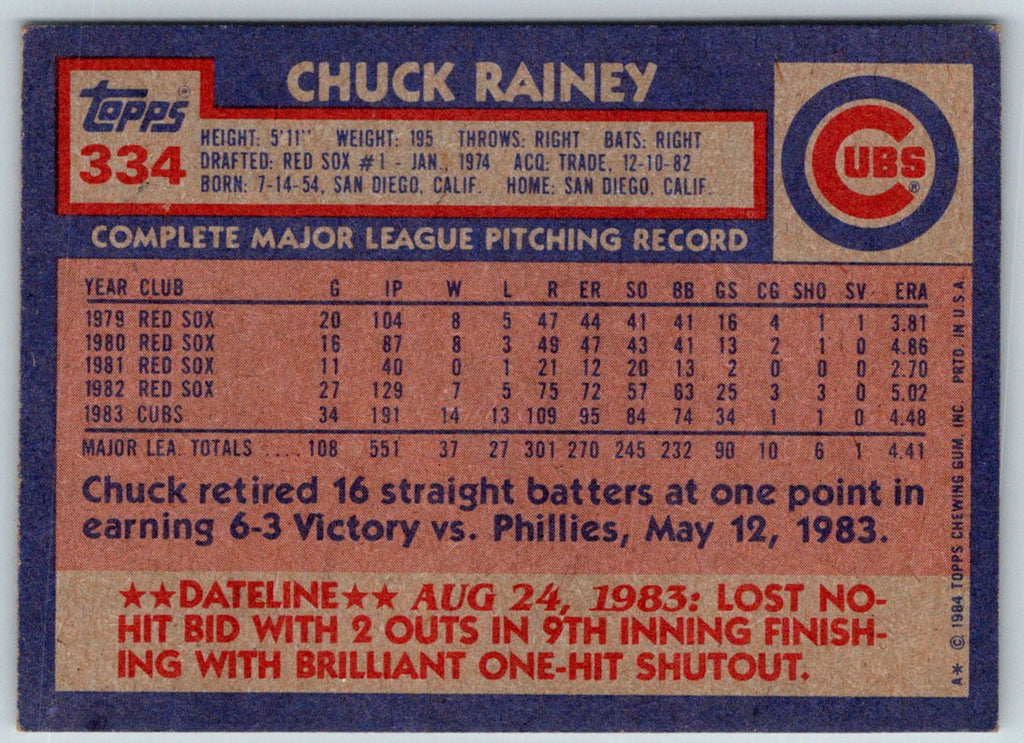 CHUCK RAINEY
Topps®
334
HEIGHT: 5'11" WEIGHT: 195 THROWS: RIGHT BATS: RIGHT
DRAFTED: RED SOX #1 - JAN., 1974 ACQ: TRADE, 12-10-82
BORN: 7-14-54, SAN DIEGO, CALIF. HOME: SAN DIEGO, CALIF.
CUBS®
COMPLETE MAJOR LEAGUE PITCHING RECORD
YEAR CLUB G IP W L R ER SO BB GS CG SHO SV ERA
1979 RED SOX 20 104 8 5 47 44 41 41 16 4 1 1 3.81
1980 RED SOX 16 87 8 3 49 47 43 41 13 2 1 0 4.86
1981 RED SOX 11 40 0 1 21 12 20 13 2 0 0 0 2.70
1982 RED SOX 27 129 7 5 75 72 57 63 25 3 3 0 5.02
1983 CUBS 34 191 14 13 109 95 84 74 34 1 1 0 4.48
MAJOR LEA. TOTALS .... 108 551 37 27 301 270 245 232 90 10 6 1 4.41
Chuck retired 16 straight batters at one point in
earning 6-3 Victory vs. Phillies, May 12, 1983.
★★DATELINE★★ AUG 24, 1983: LOST NO-
HIT BID WITH 2 OUTS IN 9TH INNING FINISH-
ING WITH BRILLIANT ONE-HIT SHUTOUT.
A* © 1984 TOPPS CHEWING GUM, INC. PRTD. IN U.S.A.